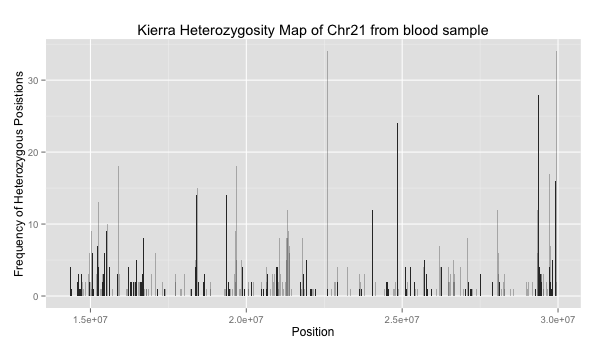 Kierra Heterozygosity Map of Chr21 from blood sample
Frequency of Heterozygous Posistions
30
20
10
0
1.5e+07 2.0e+07 2.5e+07 3.0e+07
Position